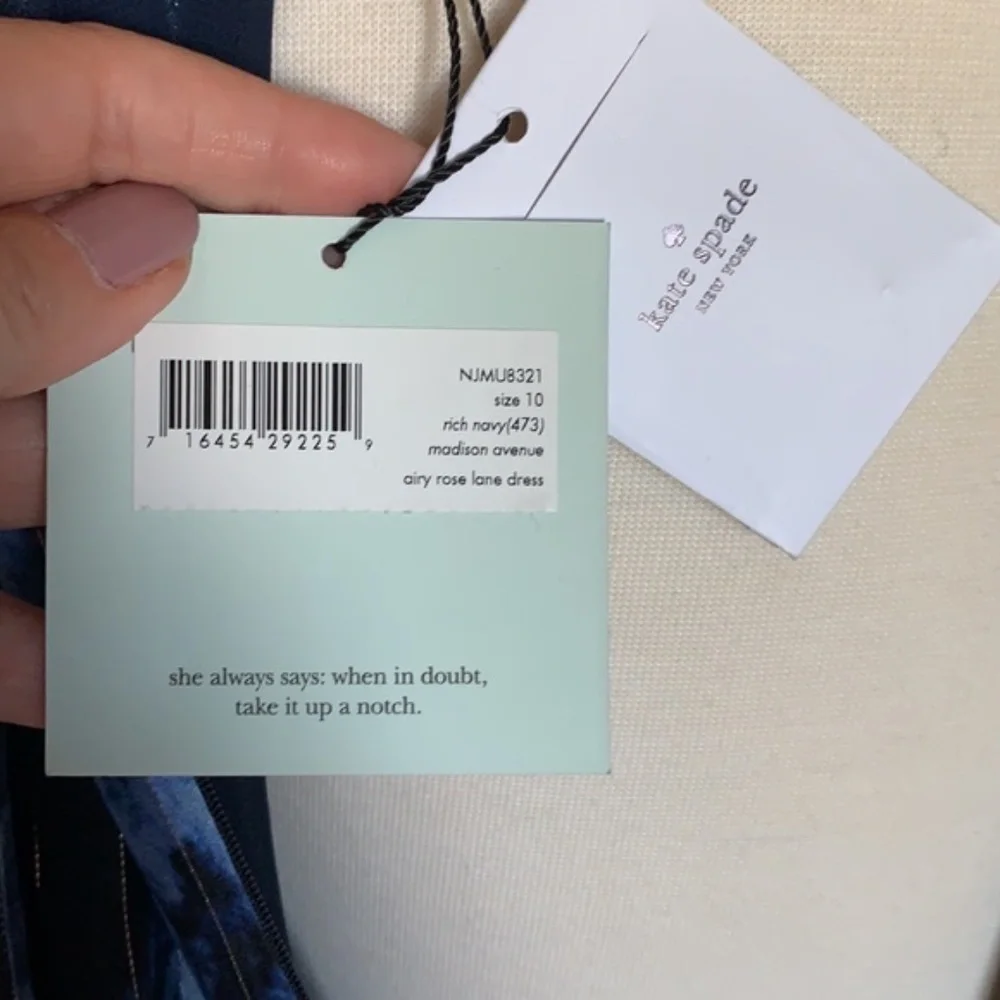 kate spade
NEW YORK
NJMU8321
size 10
rich navy(473)
madison avenue
airy rose lane dress
7 16454 29225 9
she always says: when in doubt,
take it up a notch.